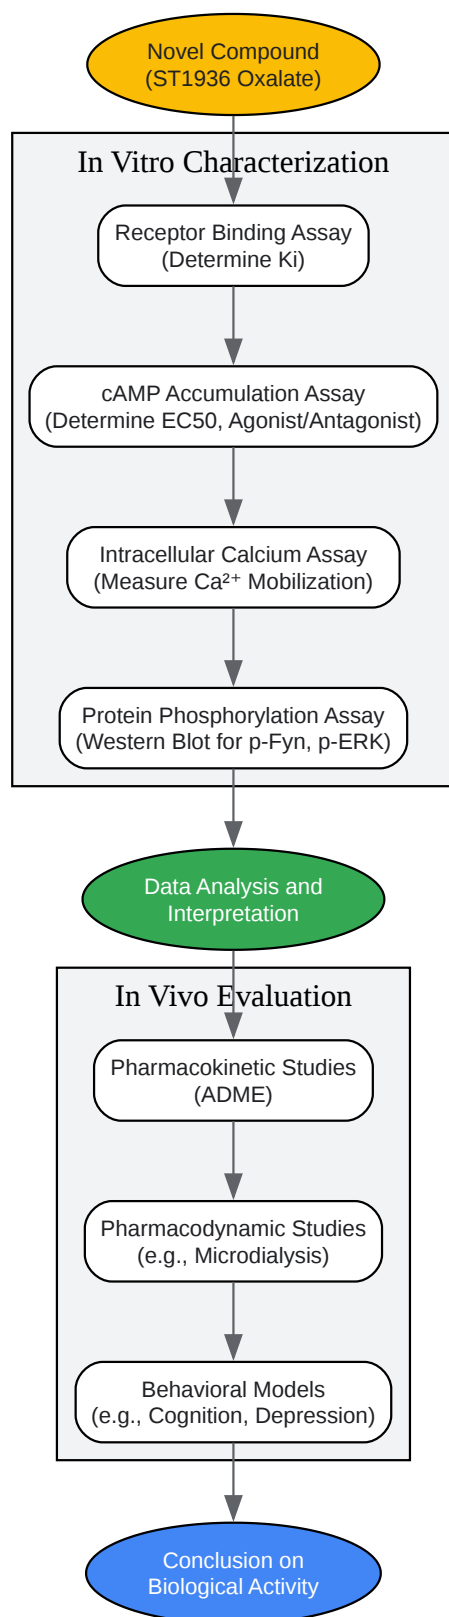 Novel Compound
(ST1936 Oxalate)
In Vitro Characterization
Receptor Binding Assay
(Determine Ki)
cAMP Accumulation Assay
(Determine EC50, Agonist/Antagonist)
Intracellular Calcium Assay
(Measure Ca²⁺ Mobilization)
Protein Phosphorylation Assay
(Western Blot for p-Fyn, p-ERK)
Data Analysis and
Interpretation
In Vivo Evaluation
Pharmacokinetic Studies
(ADME)
Pharmacodynamic Studies
(e.g., Microdialysis)
Behavioral Models
(e.g., Cognition, Depression)
Conclusion on
Biological Activity